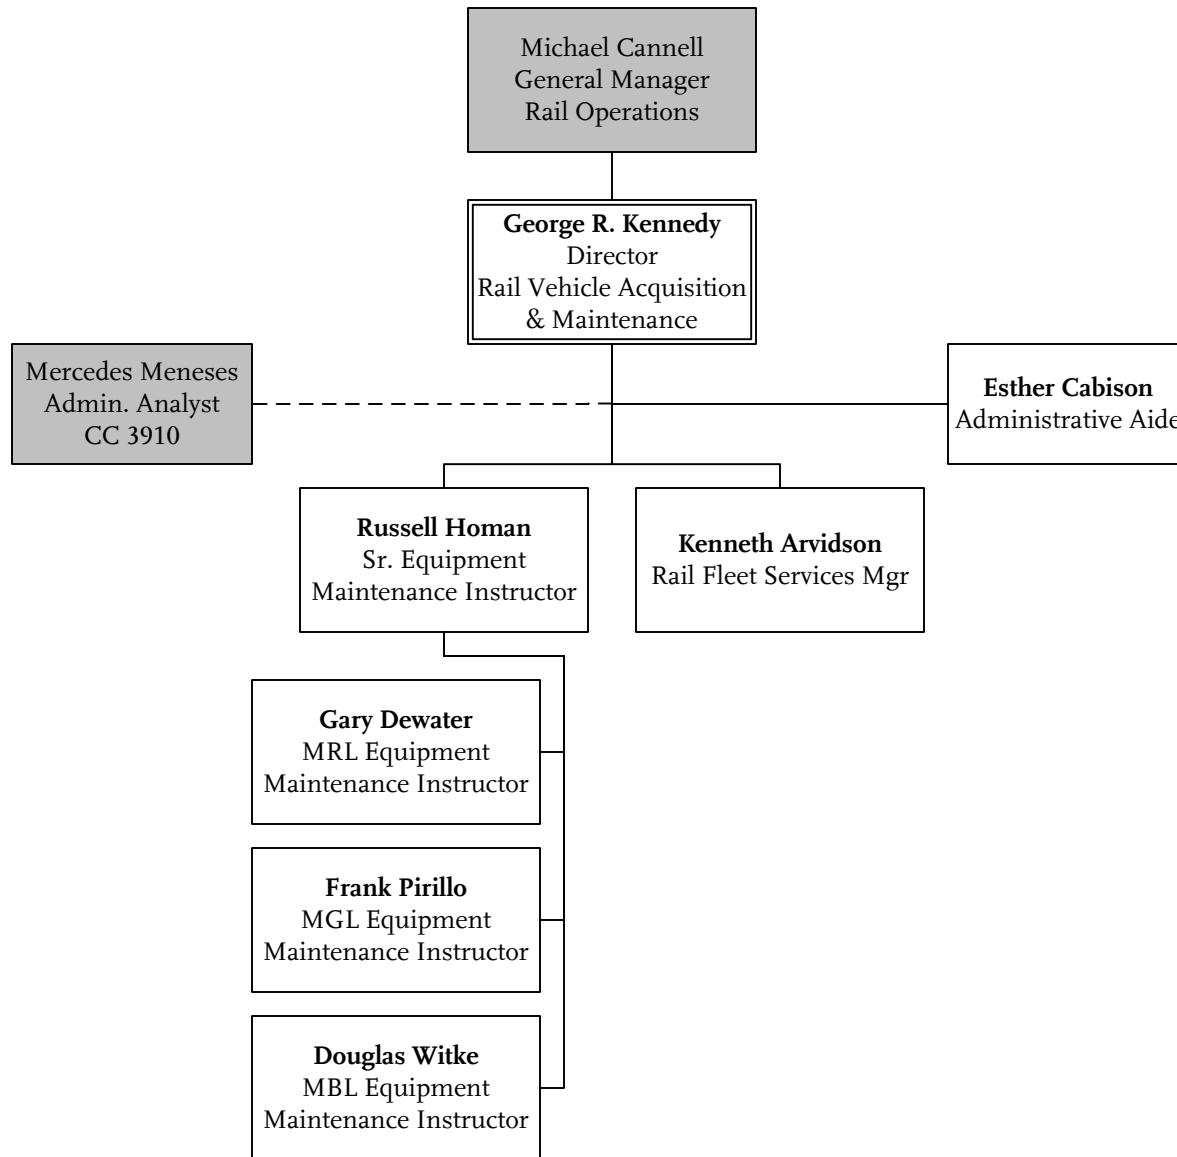 Michael Cannell
General Manager
Rail Operations
George R. Kennedy
Director
Rail Vehicle Acquisition
& Maintenance
Mercedes Meneses
Admin. Analyst
CC 3910
Esther Cabison
Administrative Aide
Russell Homan
Sr. Equipment
Maintenance Instructor
Kenneth Arvidson
Rail Fleet Services Mgr
Gary Dewater
MRL Equipment
Maintenance Instructor
Frank Pirillo
MGL Equipment
Maintenance Instructor
Douglas Witke
MBL Equipment
Maintenance Instructor